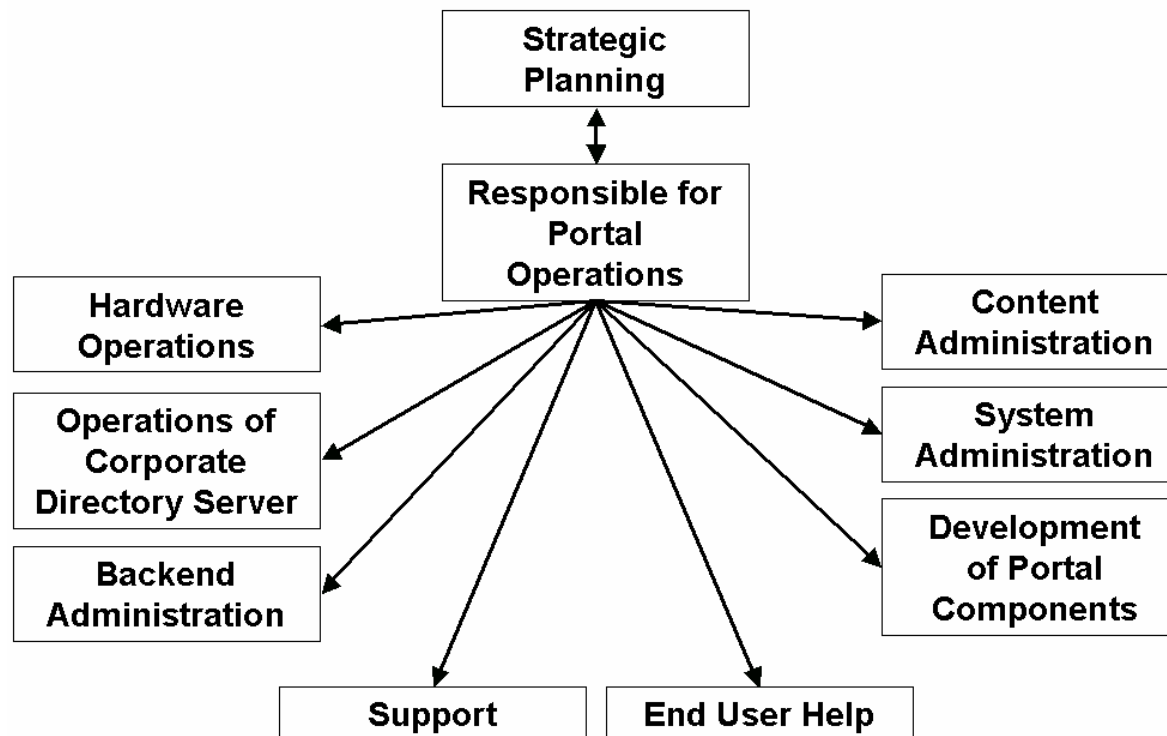 Strategic
Planning
Responsible for
Portal
Operations
Hardware
Operations
Operations of
Corporate
Directory Server
Backend
Administration
Support
End User Help
Content
Administration
System
Administration
Development
of Portal
Components